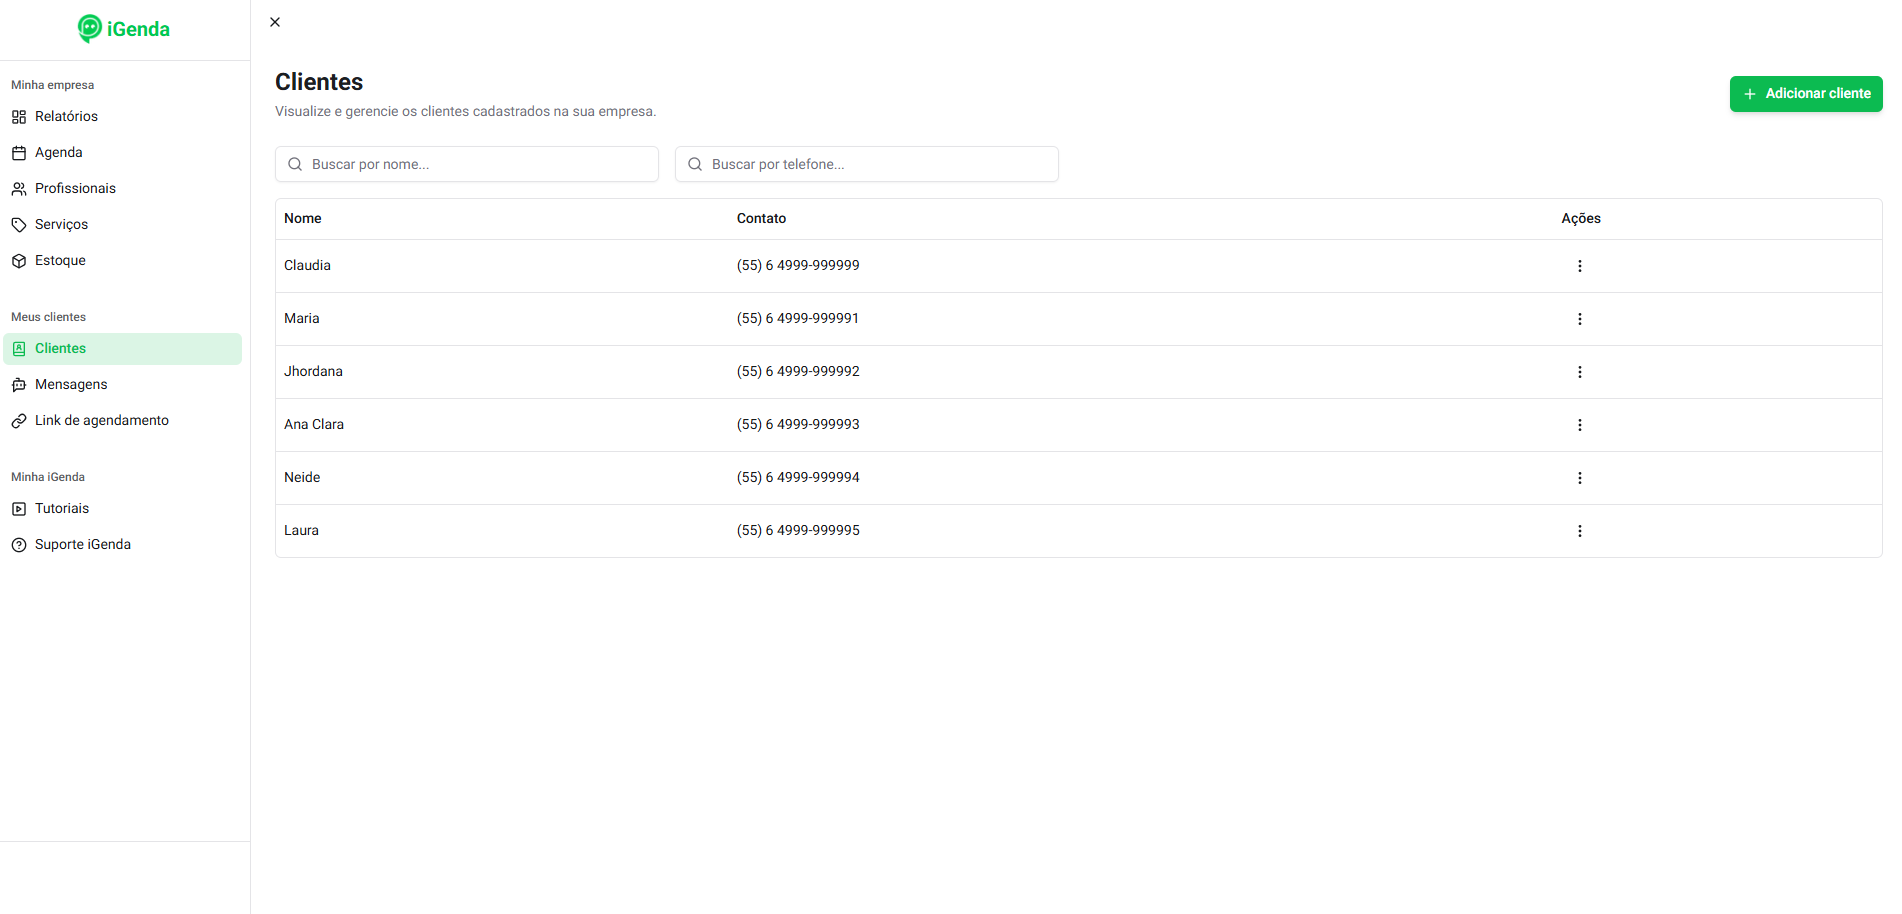 iGenda
Minha empresa
Relatórios
Agenda
Profissionais
Serviços
Estoque
Meus clientes
Clientes
Mensagens
Link de agendamento
Minha iGenda
Tutoriais
Suporte iGenda
Clientes
Visualize e gerencie os clientes cadastrados na sua empresa.
Adicionar cliente
Buscar por nome... Buscar por telefone...
Nome Contato Ações
Claudia (55) 6 4999-999999
Maria (55) 6 4999-999991
Jhordana (55) 6 4999-999992
Ana Clara (55) 6 4999-999993
Neide (55) 6 4999-999994
Laura (55) 6 4999-999995